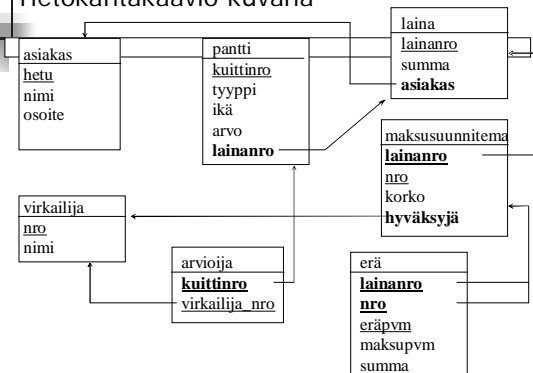 Tietokantakaavio kuvana
asiakas
hetu
nimi
osoite
pantti
kuittinro
tyyppi
ikä
arvo
lainanro
laina
lainanro
summa
asiakas
maksusuunnitema
lainanro
nro
korko
hyväksyjä
virkailija
nro
nimi
arvioija
kuittinro
virkailija_nro
erä
lainanro
nro
eräpvm
maksupvm
summa